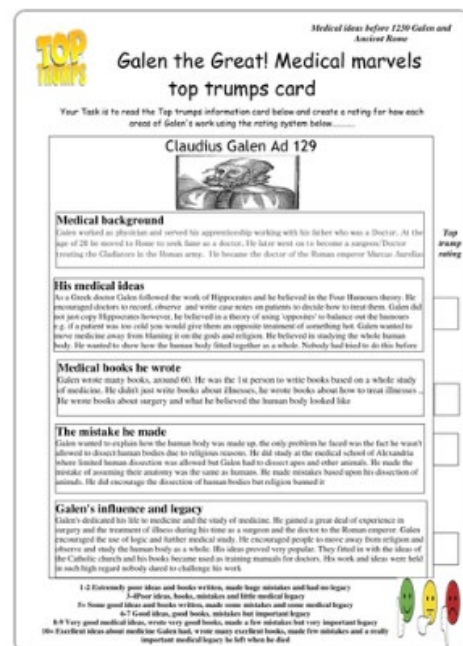 Medical ideas before 1250 Galen and
Ancient Rome
TOP
TRUMPS
Galen the Great! Medical marvels
top trumps card
Your Task is to read the Top trumps information card below and create a rating for how each
areas of Galen's work using the rating system below..........
Claudius Galen Ad 129
Medical background
Galen worked as physician and served his apprenticeship working with his father who was a Doctor. At the
age of 28 he moved to Rome to seek fame as a doctor. He later went on to become a surgeon/Doctor
treating the Gladiators in the Roman army. He became the doctor of the Roman emperor Marcus Aurelius
Top
trump
rating
His medical ideas
As a Greek doctor Galen followed the work of Hippocrates and he believed in the Four Humours theory. He
encouraged doctors to record, observe and write case notes on patients to decide how to treat them. Galen did
not just copy Hippocrates however, he believed in a theory of using 'opposites' to balance out the humours
e.g. if a patient was too cold you would give them an opposite treatment of something hot. Galen wanted to
move medicine away from blaming it on the gods and religion. He believed in studying the whole human
body. He wanted to show how the human body fitted together as a whole. Nobody had tried to do this before
Medical books he wrote
Galen wrote many books, around 60. He was the 1st person to write books based on a whole study
of medicine. He didn't just write books about illnesses, he wrote books about how to treat illnesses ..
He wrote books about surgery and what he believed the human body looked like
The mistake he made
Galen wanted to explain how the human body was made up, the only problem he faced was the fact he wasn't
allowed to dissect human bodies due to religious reasons. He did study at the medical school of Alexandria
where limited human dissection was allowed but Galen had to dissect apes and other animals. He made the
mistake of assuming their anatomy was the same as humans. He made mistakes based upon his dissection of
animals. He did encourage the dissection of human bodies but religion banned it
Galen's influence and legacy
Galen's dedicated his life to medicine and the study of medicine. He gained a great deal of experience in
surgery and the treatment of illness during his time as a surgeon and the doctor to the Roman emperor. Galen
encouraged the use of logic and further medical study. He encouraged people to move away from religion and
observe and study the human body as a whole. His ideas proved very popular. They fitted in with the ideas
of the Catholic church and his books became used as training manuals for doctors. His work and ideas were held
in such high regard nobody dared to challenge his work
1-2 Extremely poor ideas and books written, made huge mistakes and had no legacy
3-4Poor ideas, books, mistakes and little medical legacy
5= Some good ideas and books written, made some mistakes and some medical legacy
6-7 Good ideas, good books, mistakes but important legacy
8-9 Very good medical ideas, wrote very good books, made a few mistakes but very important legacy
10= Excellent ideas about medicine Galen had, wrote many excellent books, made few mistakes and a really
important medical legacy he left when he died